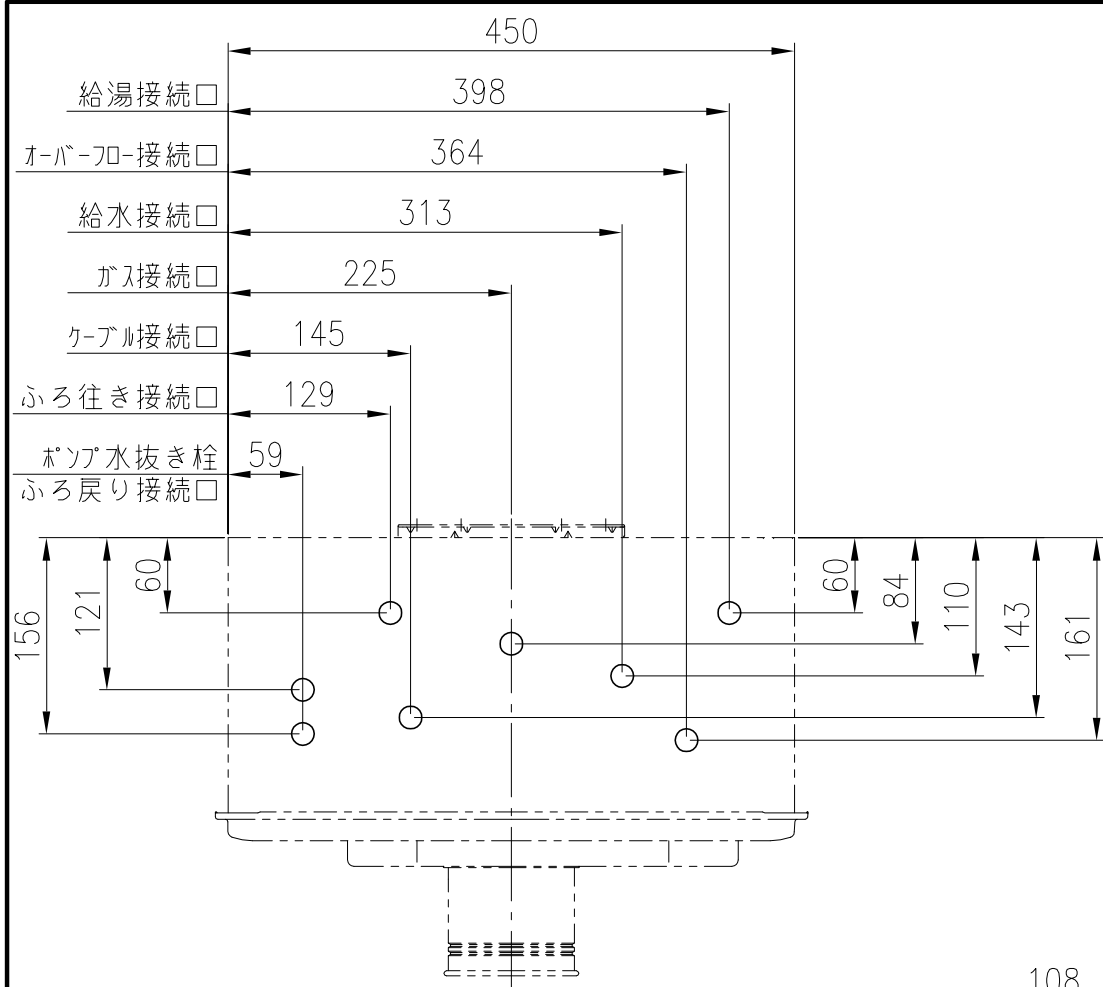 450
給湯接続口 398
オーバーフロー接続口 364
給水接続口 313
ガス接続口 225
ケーブル接続口 145
ふろ往き接続口 129
ポンプ水抜き栓 59
ふろ戻り接続口
156
121
60
60
84
110
143
161
108